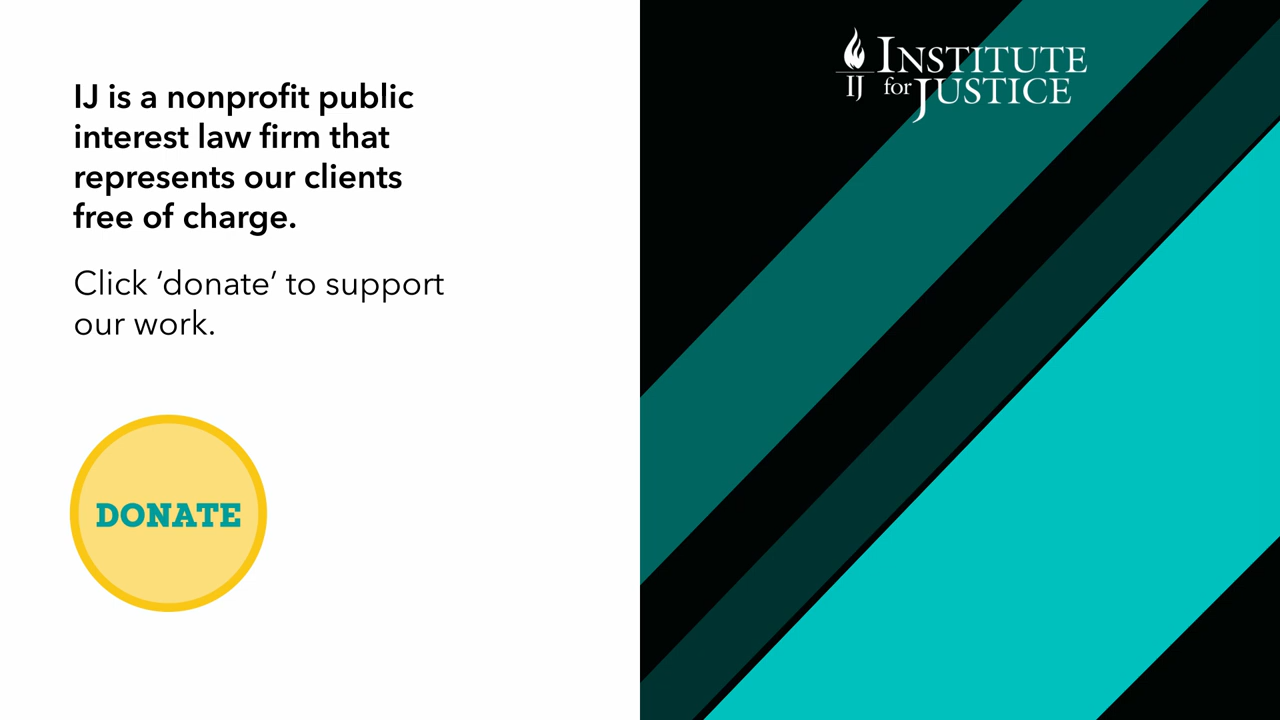 IJ is a nonprofit public
interest law firm that
represents our clients
free of charge.
Click ‘donate’ to support
our work.
DONATE
IJ
INSTITUTE
for JUSTICE